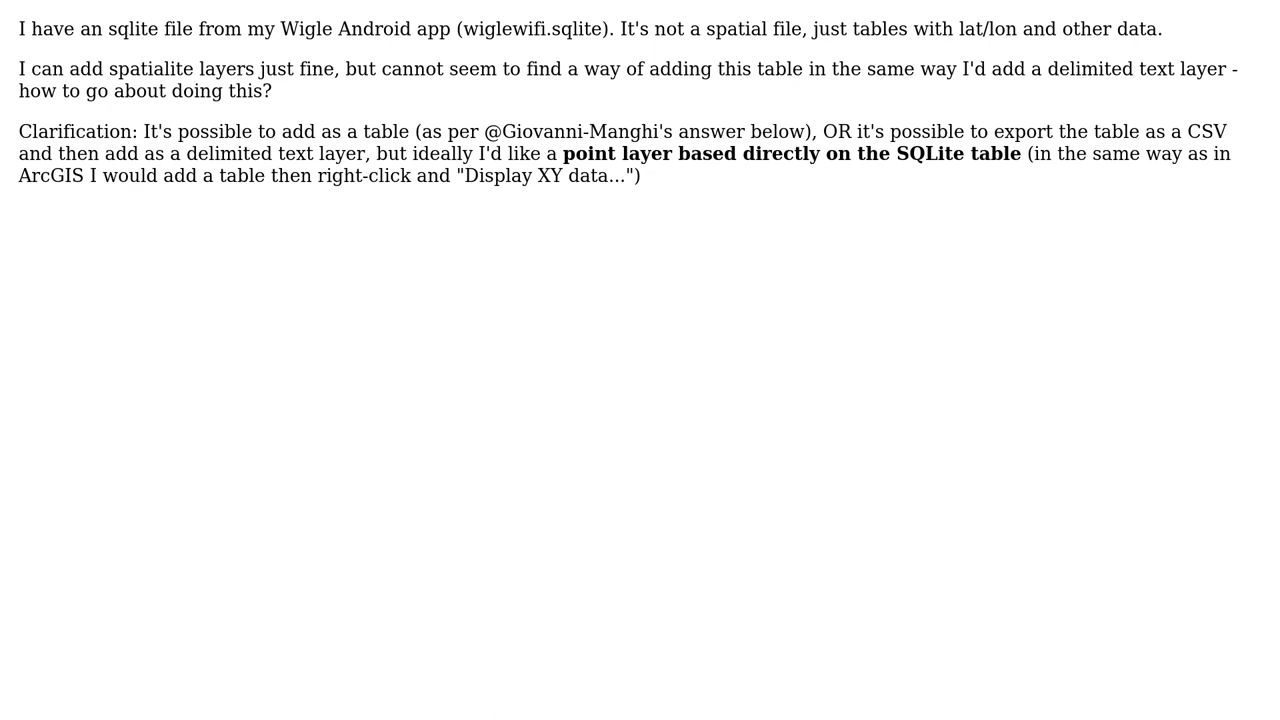 I have an sqlite file from my Wigle Android app (wiglewifi.sqlite). It's not a spatial file, just tables with lat/lon and other data.
I can add spatialite layers just fine, but cannot seem to find a way of adding this table in the same way I'd add a delimited text layer -
how to go about doing this?
Clarification: It's possible to add as a table (as per @Giovanni-Manghi's answer below), OR it's possible to export the table as a CSV
and then add as a delimited text layer, but ideally I'd like a point layer based directly on the SQLite table (in the same way as in
ArcGIS I would add a table then right-click and "Display XY data...")